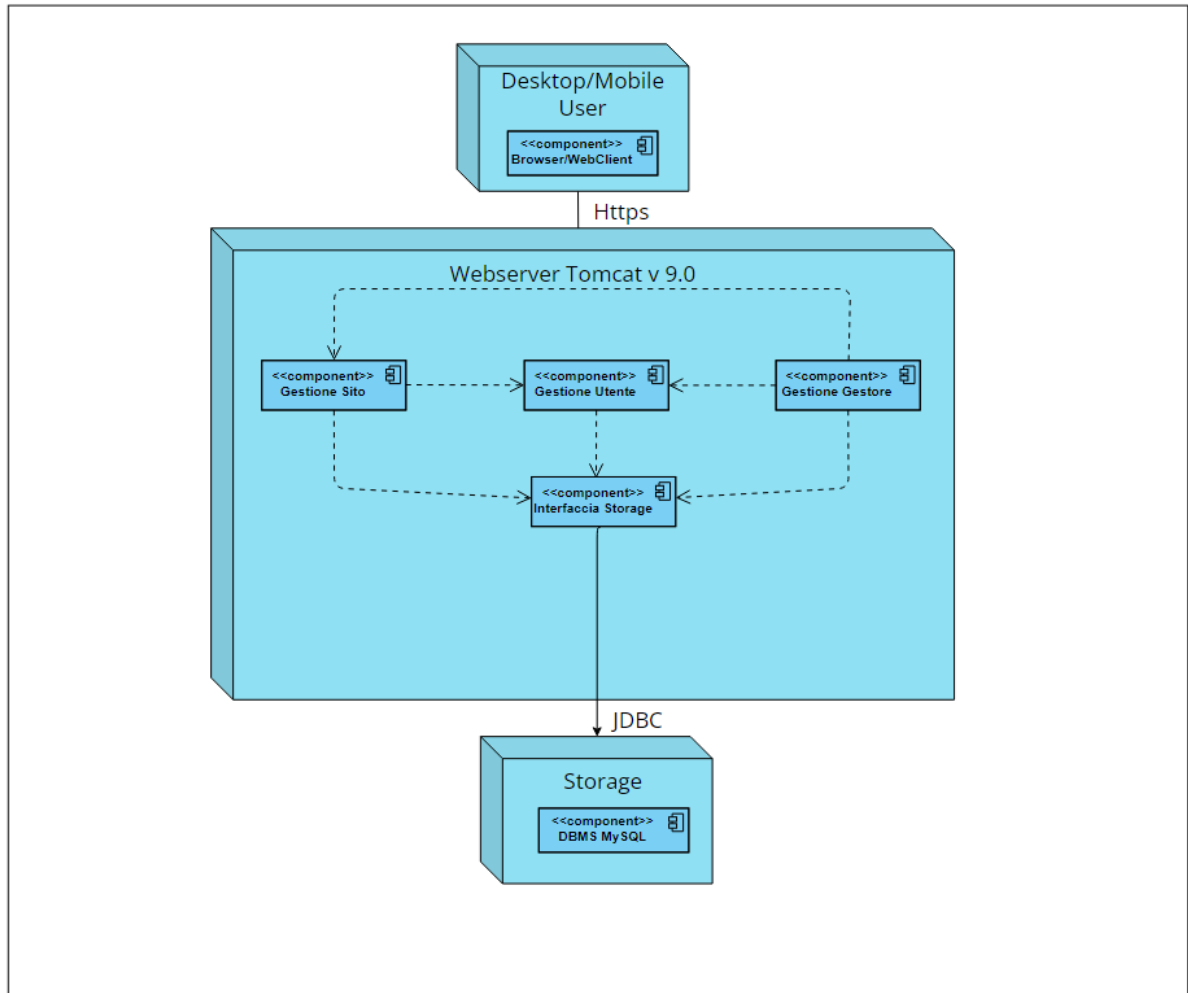 Desktop/Mobile
User
<<component>>
Browser/WebClient
Https
Webserver Tomcat v 9.0
<<component>>
Gestione Sito
<<component>>
Gestione Utente
<<component>>
Gestione Gestore
<<component>>
Interfaccia Storage
JDBC
Storage
<<component>>
DBMS MySQL